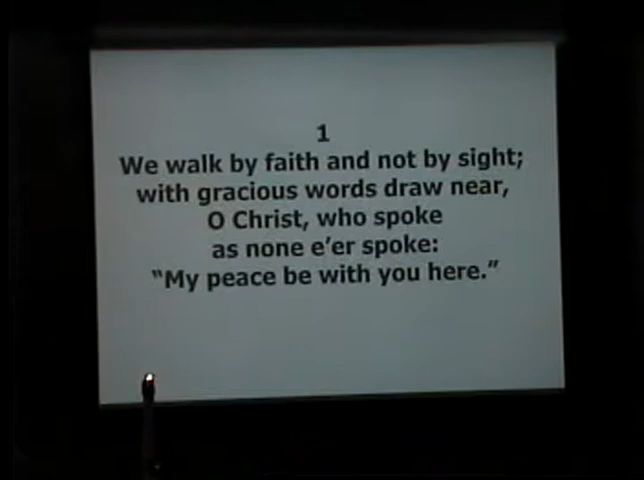 1
We walk by faith and not by sight;
with gracious words draw near,
O Christ, who spoke
as none e’er spoke:
“My peace be with you here.”